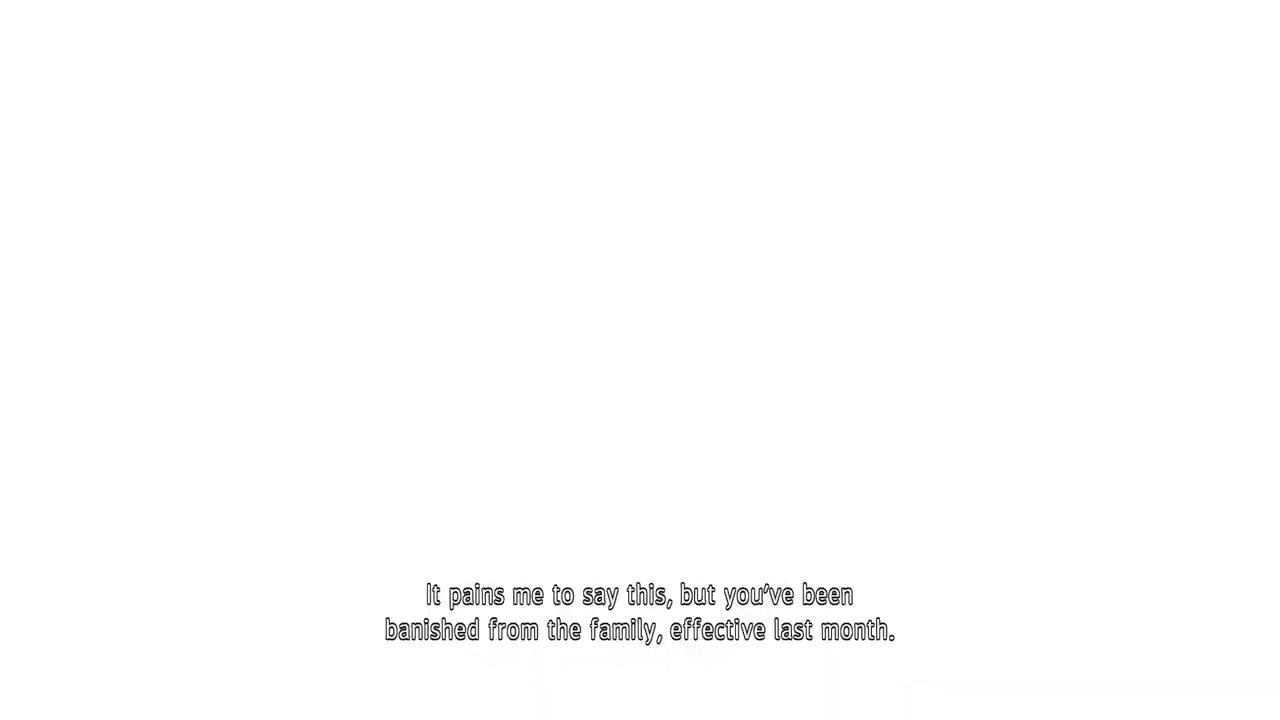 It pains me to say this, but you've been
banished from the family, effective last month.